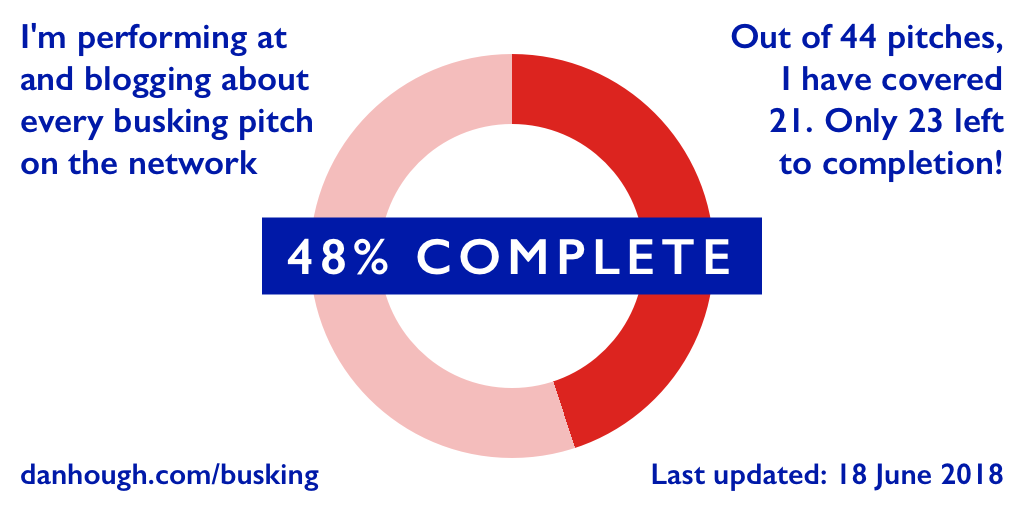 I'm performing at
and blogging about
every busking pitch
on the network
Out of 44 pitches,
I have covered
21. Only 23 left
to completion!
48% COMPLETE
danhough.com/busking
Last updated: 18 June 2018